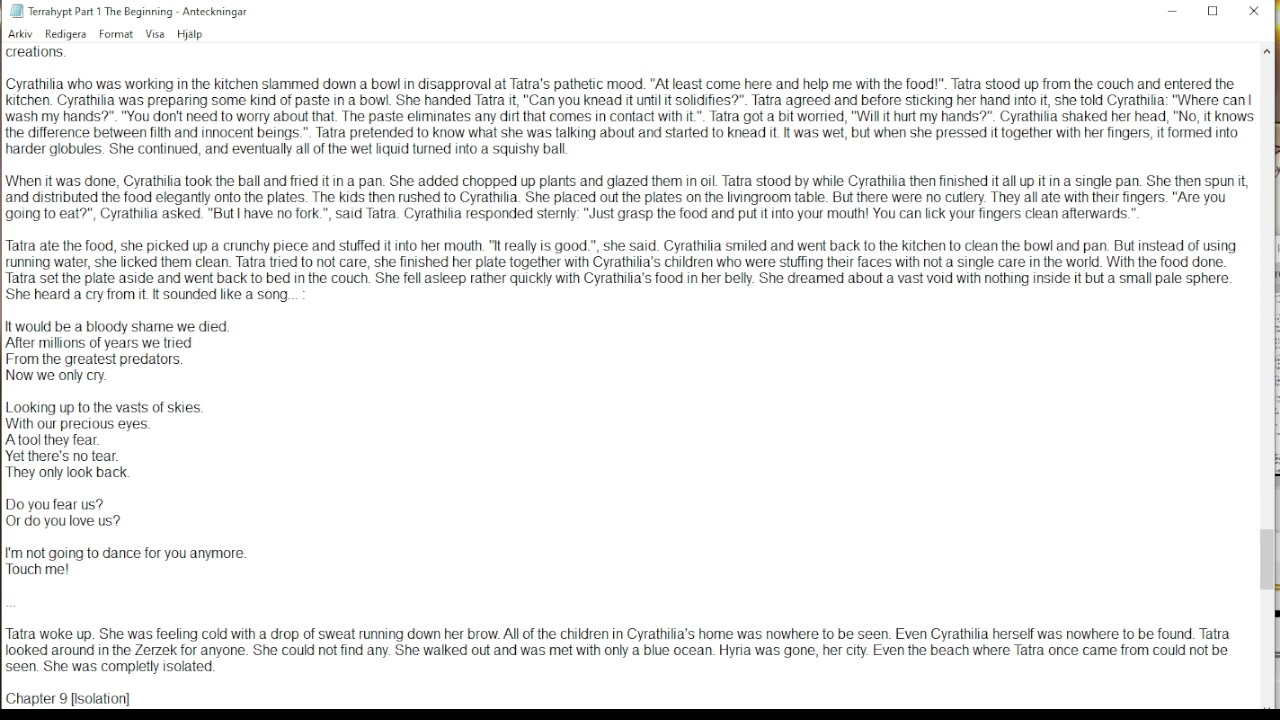 Terrahypt Part 1 The Beginning - Anteckningar
Arkiv Redigera Format Visa Hjälp
creations.
Cyrathilia who was working in the kitchen slammed down a bowl in disapproval at Tatra's pathetic mood. "At least come here and help me with the food!". Tatra stood up from the couch and entered the
kitchen. Cyrathilia was preparing some kind of paste in a bowl. She handed Tatra it, "Can you knead it until it solidifies?". Tatra agreed and before sticking her hand into it, she told Cyrathilia: "Where can I
wash my hands?". "You don't need to worry about that. The paste eliminates any dirt that comes in contact with it.". Tatra got a bit worried, "Will it hurt my hands?". Cyrathilia shaked her head, "No, it knows
the difference between filth and innocent beings.". Tatra pretended to know what she was talking about and started to knead it. It was wet, but when she pressed it together with her fingers, it formed into
harder globules. She continued, and eventually all of the wet liquid turned into a squishy ball.
When it was done, Cyrathilia took the ball and fried it in a pan. She added chopped up plants and glazed them in oil. Tatra stood by while Cyrathilia then finished it all up it in a single pan. She then spun it,
and distributed the food elegantly onto the plates. The kids then rushed to Cyrathilia. She placed out the plates on the livingroom table. But there were no cutlery. They all ate with their fingers. "Are you
going to eat?", Cyrathilia asked. "But I have no fork.", said Tatra. Cyrathilia responded sternly: "Just grasp the food and put it into your mouth! You can lick your fingers clean afterwards.".
Tatra ate the food, she picked up a crunchy piece and stuffed it into her mouth. "It really is good.", she said. Cyrathilia smiled and went back to the kitchen to clean the bowl and pan. But instead of using
running water, she licked them clean. Tatra tried to not care, she finished her plate together with Cyrathilia's children who were stuffing their faces with not a single care in the world. With the food done.
Tatra set the plate aside and went back to bed in the couch. She fell asleep rather quickly with Cyrathilia's food in her belly. She dreamed about a vast void with nothing inside it but a small pale sphere.
She heard a cry from it. It sounded like a song... :
It would be a bloody shame we died.
After millions of years we tried
From the greatest predators.
Now we only cry.
Looking up to the vasts of skies.
With our precious eyes.
A tool they fear.
Yet there's no tear.
They only look back.
Do you fear us?
Or do you love us?
I'm not going to dance for you anymore.
Touch me!
...
Tatra woke up. She was feeling cold with a drop of sweat running down her brow. All of the children in Cyrathilia's home was nowhere to be seen. Even Cyrathilia herself was nowhere to be found. Tatra
looked around in the Zerzek for anyone. She could not find any. She walked out and was met with only a blue ocean. Hyria was gone, her city. Even the beach where Tatra once came from could not be
seen. She was completly isolated.
Chapter 9 [Isolation]